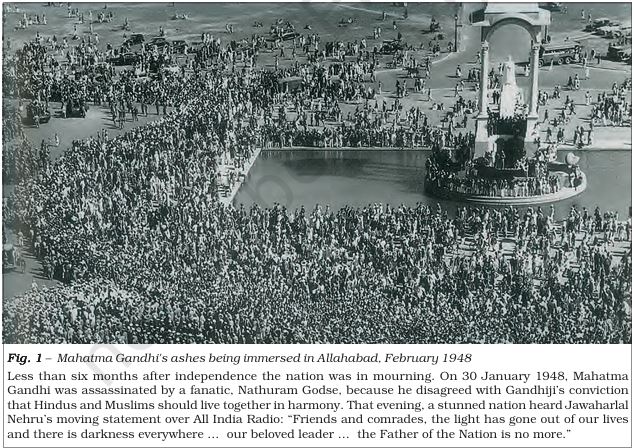 Fig. 1 – Mahatma Gandhi's ashes being immersed in Allahabad, February 1948
Less than six months after independence the nation was in mourning. On 30 January 1948, Mahatma
Gandhi was assassinated by a fanatic, Nathuram Godse, because he disagreed with Gandhiji's conviction
that Hindus and Muslims should live together in harmony. That evening, a stunned nation heard Jawaharlal
Nehru's moving statement over All India Radio: “Friends and comrades, the light has gone out of our lives
and there is darkness everywhere ... our beloved leader ... the Father of the Nation is no more.”